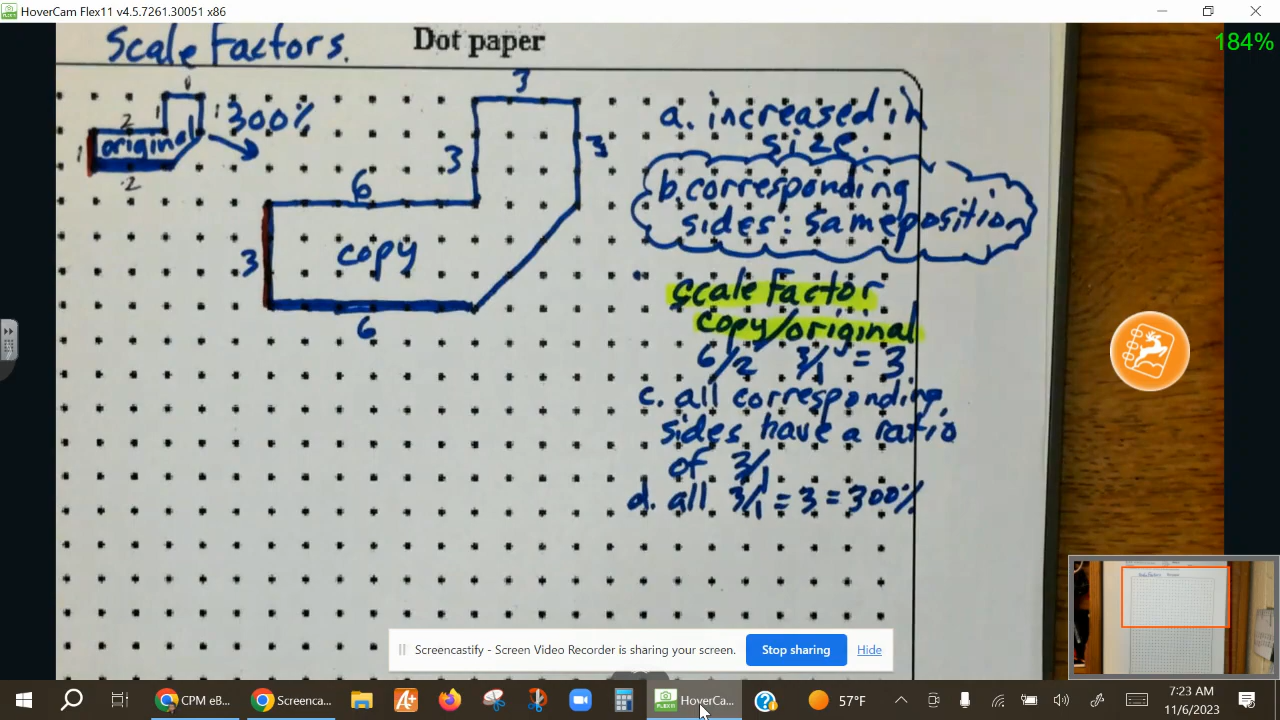 HoverCam Flex11 v4.5.7261.30051 x86
184%
Scale Factors.
Dot paper
3
1
1
1
300%
2
original
1
2
a. increased in
size.
3
3
6
b. corresponding
sides: same position
copy
3
6
scale Factor
copy/original
6/2 3/1 = 3
c. all corresponding
sides have a ratio
of 3/1
d. all 3/1 = 3 = 300%
Screencastify - Screen Video Recorder is sharing your screen.
Stop sharing
Hide
CPM eB...
Screenca...
HoverCa...
57°F
7:23 AM
11/6/2023